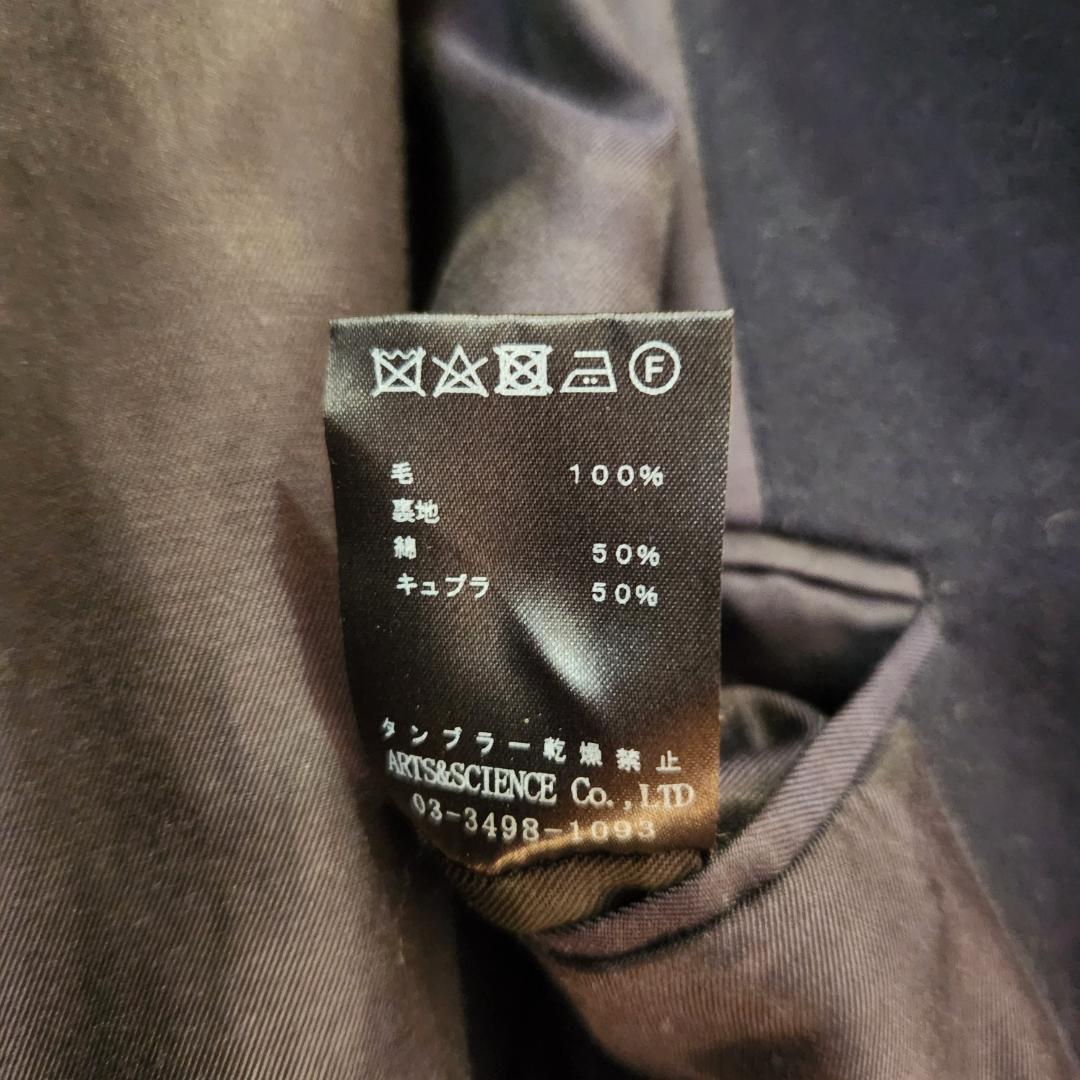 F
毛 100%
裏地
綿 50%
キュプラ 50%
タンブラー乾燥禁止
ARTS&SCIENCE Co.,LTD
03-3498-1093